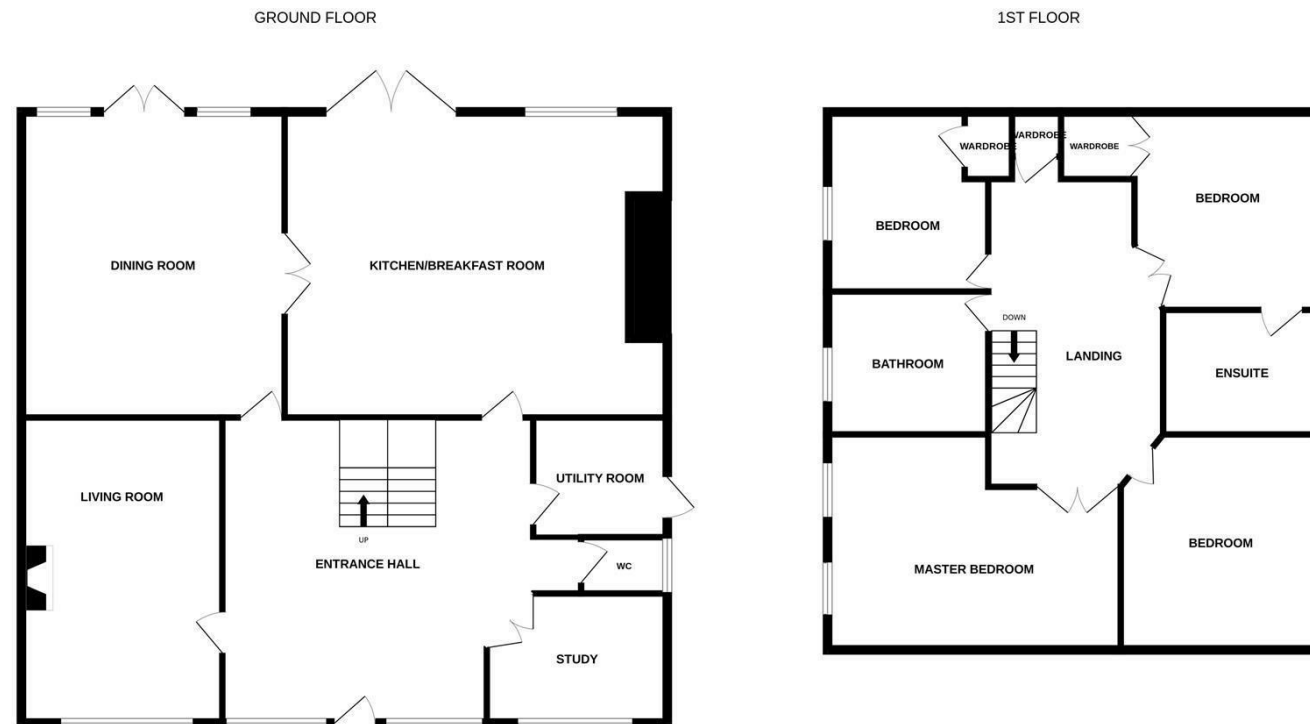 GROUND FLOOR
1ST FLOOR
DINING ROOM
KITCHEN/BREAKFAST ROOM
LIVING ROOM
UP
ENTRANCE HALL
UTILITY ROOM
WC
STUDY
WARDROBE
WARDROBE
WARDROBE
BEDROOM
BEDROOM
DOWN
BATHROOM
LANDING
ENSUITE
MASTER BEDROOM
BEDROOM